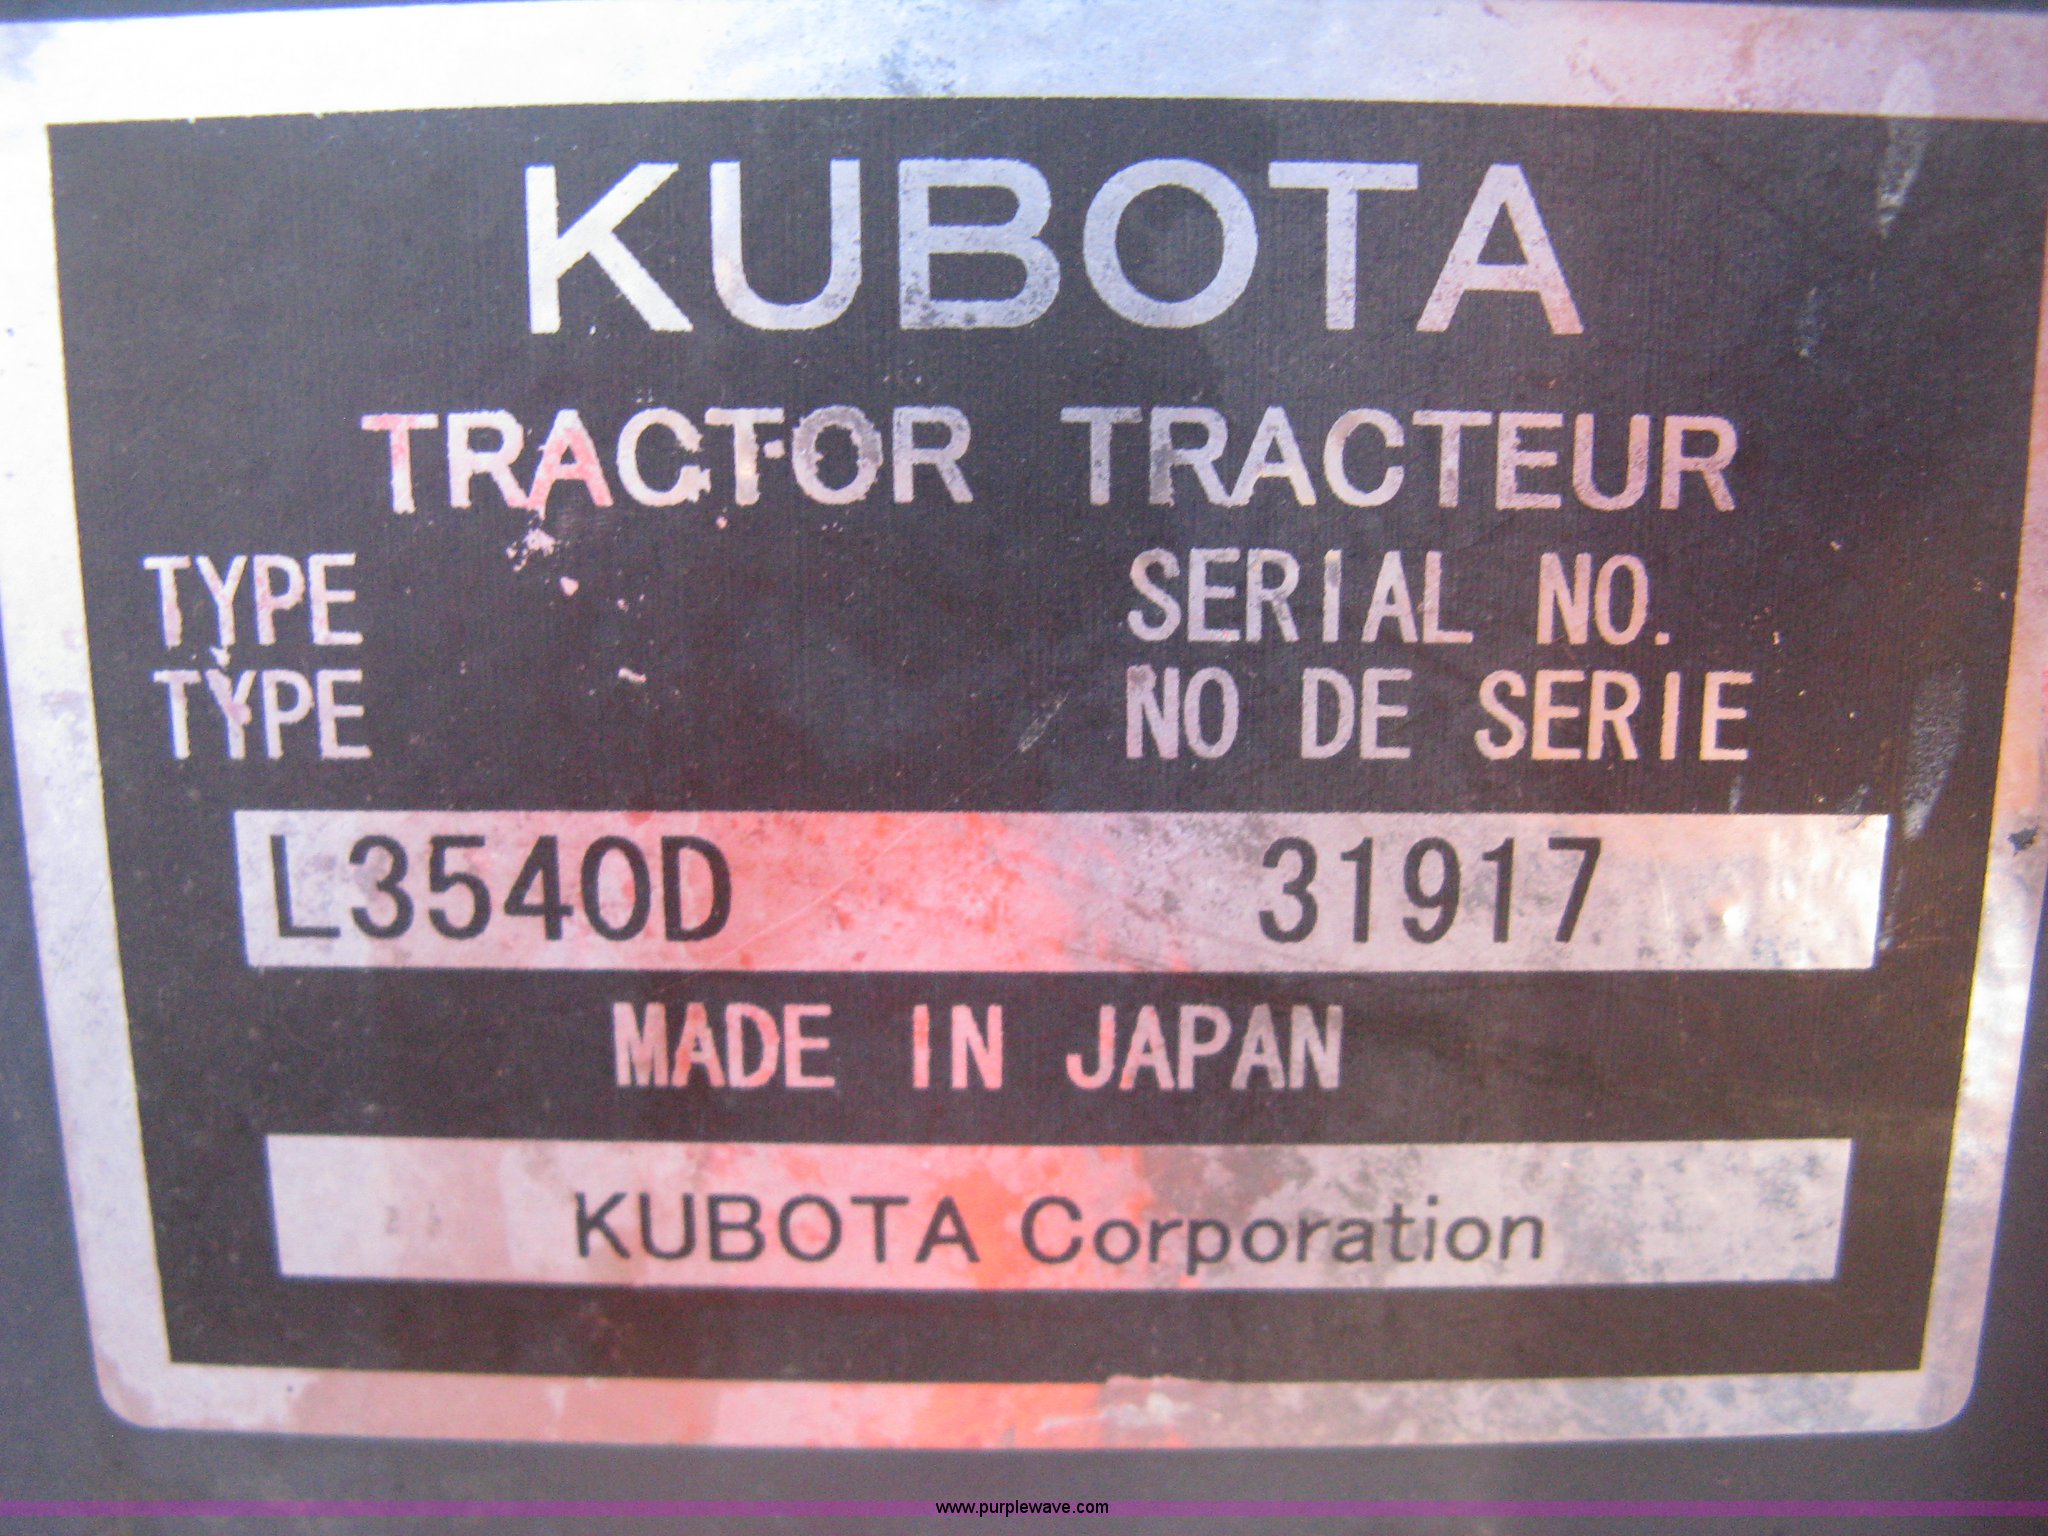 KUBOTA
TRACTOR TRACTEUR
TYPE SERIAL NO.
TYPE NO DE SERIE
L3540D 31917
MADE IN JAPAN
KUBOTA Corporation
www.purplewave.com